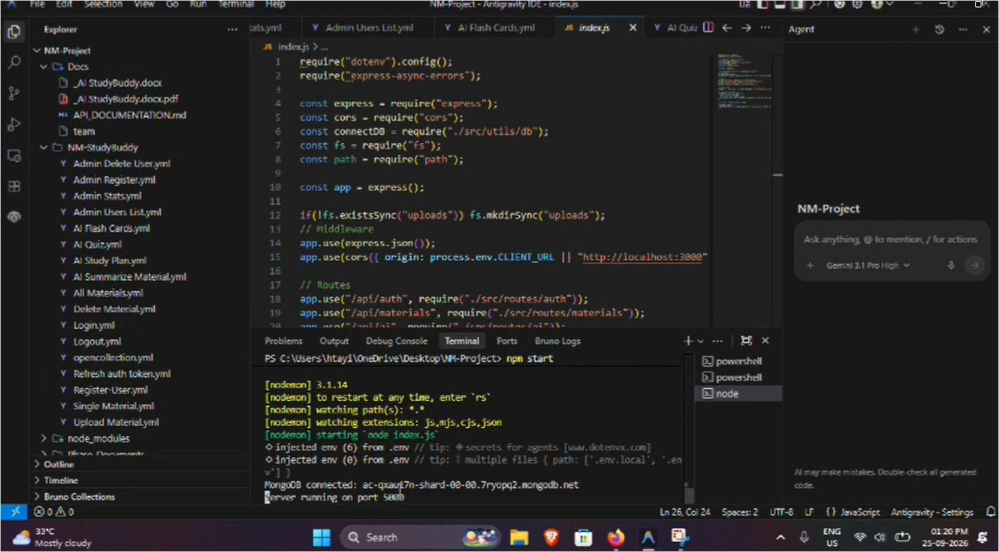 File Edit Selection View Go Run Terminal Help
NM-Project - Antigravity IDE - index.js
Explorer
NM-Project
Docs
_AI StudyBuddy.docx
_AI StudyBuddy.docx.pdf
API_DOCUMENTATION.md
team
NM-StudyBuddy
Admin Delete User.yml
Admin Register.yml
Admin Stats.yml
Admin Users List.yml
AI Flash Cards.yml
AI Quiz.yml
AI Study Plan.yml
AI Summarize Material.yml
All Materials.yml
Delete Material.yml
Login.yml
Logout.yml
opencollection.yml
Refresh auth token.yml
Register-User.yml
Single Material.yml
Upload Material.yml
node_modules
Phase Documents
Outline
Timeline
Bruno Collections
tats.yml Admin Users List.yml AI Flash Cards.yml JS index.js AI Quiz
JS index.js > ...
1 require("dotenv").config();
2 require("express-async-errors");
3
4 const express = require("express");
5 const cors = require("cors");
6 const connectDB = require("./src/utils/db");
7 const fs = require("fs");
8 const path = require("path");
9
10 const app = express();
11
12 if(!fs.existsSync("uploads")) fs.mkdirSync("uploads");
13 // Middleware
14 app.use(express.json());
15 app.use(cors({ origin: process.env.CLIENT_URL || "http://localhost:3000"
16
17 // Routes
18 app.use("/api/auth", require("./src/routes/auth"));
19 app.use("/api/materials", require("./src/routes/materials"));
20 app.use("/api/ai", require("./src/routes/ai"));
Problems Output Debug Console Terminal Ports Bruno Logs
PS C:\Users\htayi\OneDrive\Desktop\NM-Project> npm start
[nodemon] 3.1.14
[nodemon] to restart at any time, enter `rs`
[nodemon] watching path(s): *.*
[nodemon] watching extensions: js,mjs,cjs,json
[nodemon] starting `node index.js`
injected env (6) from .env // tip: secrets for agents [www.dotenvx.com]
injected env (0) from .env // tip: multiple files { path: ['.env.local', '.en
v'] }
MongoDB connected: -shard-00-00.7ryopq2.mongodb.net
Server running on port 5000
powershell
powershell
node
Agent
NM-Project
Ask anything, @ to mention, / for actions
Gemini 3.1 Pro High
AI may make mistakes. Double-check all generated
code.
0 0
Ln 26, Col 24 Spaces: 2 UTF-8 LF {} JavaScript Antigravity - Settings
33°C
Mostly cloudy
Search
ENG
US
01:20 PM
25-09-2026